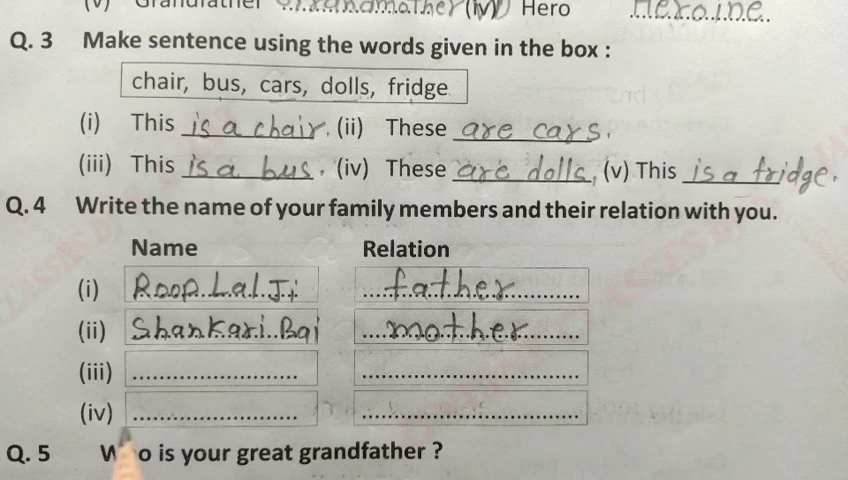 (v) Grandfather Grandmother (iv) Hero Heroine
Q. 3 Make sentence using the words given in the box :
chair, bus, cars, dolls, fridge
(i) This is a chair. (ii) These are cars.
(iii) This is a bus. (iv) These are dolls, (v) This is a fridge.
Q. 4 Write the name of your family members and their relation with you.
Name Relation
(i) Roop Lal Ji father
(ii) Shankari Bai mother
(iii)
(iv)
Q. 5 Who is your great grandfather ?